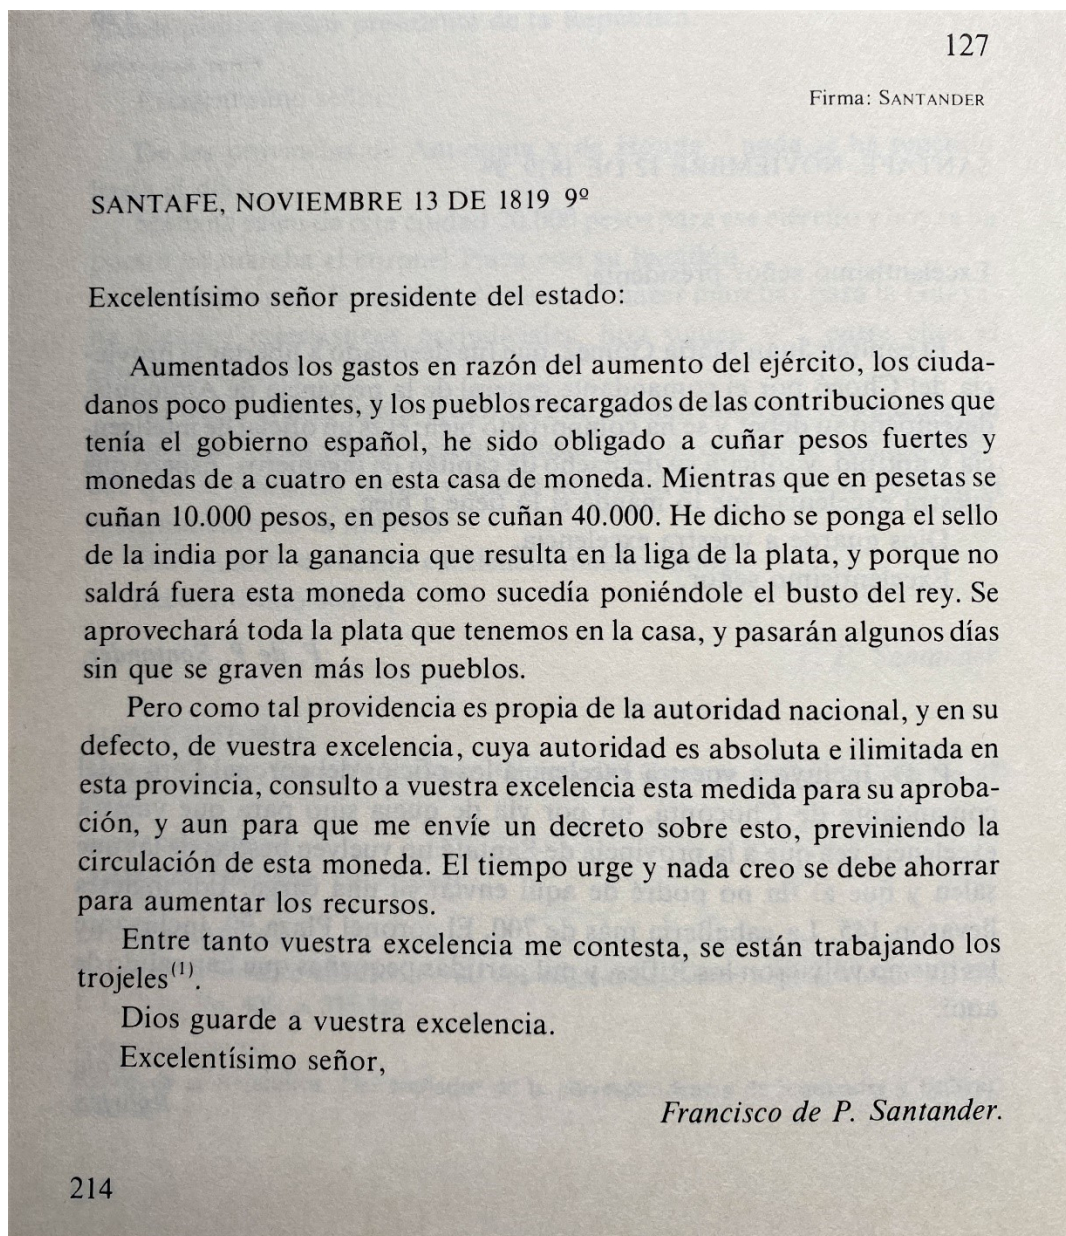 127
Firma: SANTANDER
SANTAFE, NOVIEMBRE 13 DE 1819 9º
Excelentísimo señor presidente del estado:
Aumentados los gastos en razón del aumento del ejército, los ciuda-
danos poco pudientes, y los pueblos recargados de las contribuciones que
tenía el gobierno español, he sido obligado a cuñar pesos fuertes y
monedas de a cuatro en esta casa de moneda. Mientras que en pesetas se
cuñan 10.000 pesos, en pesos se cuñan 40.000. He dicho se ponga el sello
de la india por la ganancia que resulta en la liga de la plata, y porque no
saldrá fuera esta moneda como sucedía poniéndole el busto del rey. Se
aprovechará toda la plata que tenemos en la casa, y pasarán algunos días
sin que se graven más los pueblos.
Pero como tal providencia es propia de la autoridad nacional, y en su
defecto, de vuestra excelencia, cuya autoridad es absoluta e ilimitada en
esta provincia, consulto a vuestra excelencia esta medida para su aproba-
ción, y aun para que me envíe un decreto sobre esto, previniendo la
circulación de esta moneda. El tiempo urge y nada creo se debe ahorrar
para aumentar los recursos.
Entre tanto vuestra excelencia me contesta, se están trabajando los
trojeles(1).
Dios guarde a vuestra excelencia.
Excelentísimo señor,
Francisco de P. Santander.
214